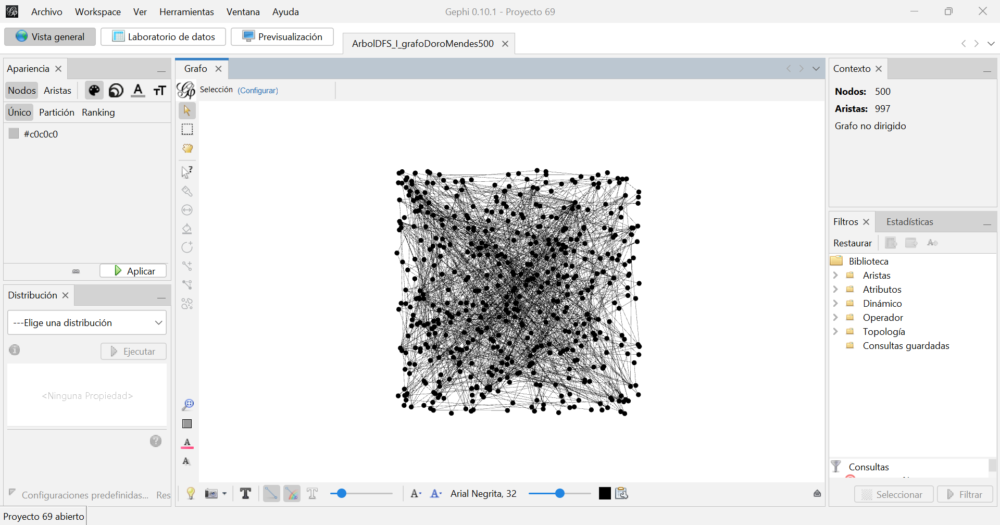 Archivo Workspace Ver Herramientas Ventana Ayuda
Gephi 0.10.1 - Proyecto 69
Vista general
Laboratorio de datos
Previsualización
ArbolDFS_I_grafoDoroMendes500
Apariencia
Nodos Aristas
Único Partición Ranking
#c0c0c0
Aplicar
Distribución
---Elige una distribución
Ejecutar
<Ninguna Propiedad>
Configuraciones predefinidas... Res
Grafo
Selección (Configurar)
Arial Negrita, 32
Contexto
Nodos: 500
Aristas: 997
Grafo no dirigido
Filtros Estadísticas
Restaurar
Biblioteca
Aristas
Atributos
Dinámico
Operador
Topología
Consultas guardadas
Consultas
Seleccionar Filtrar
Proyecto 69 abierto